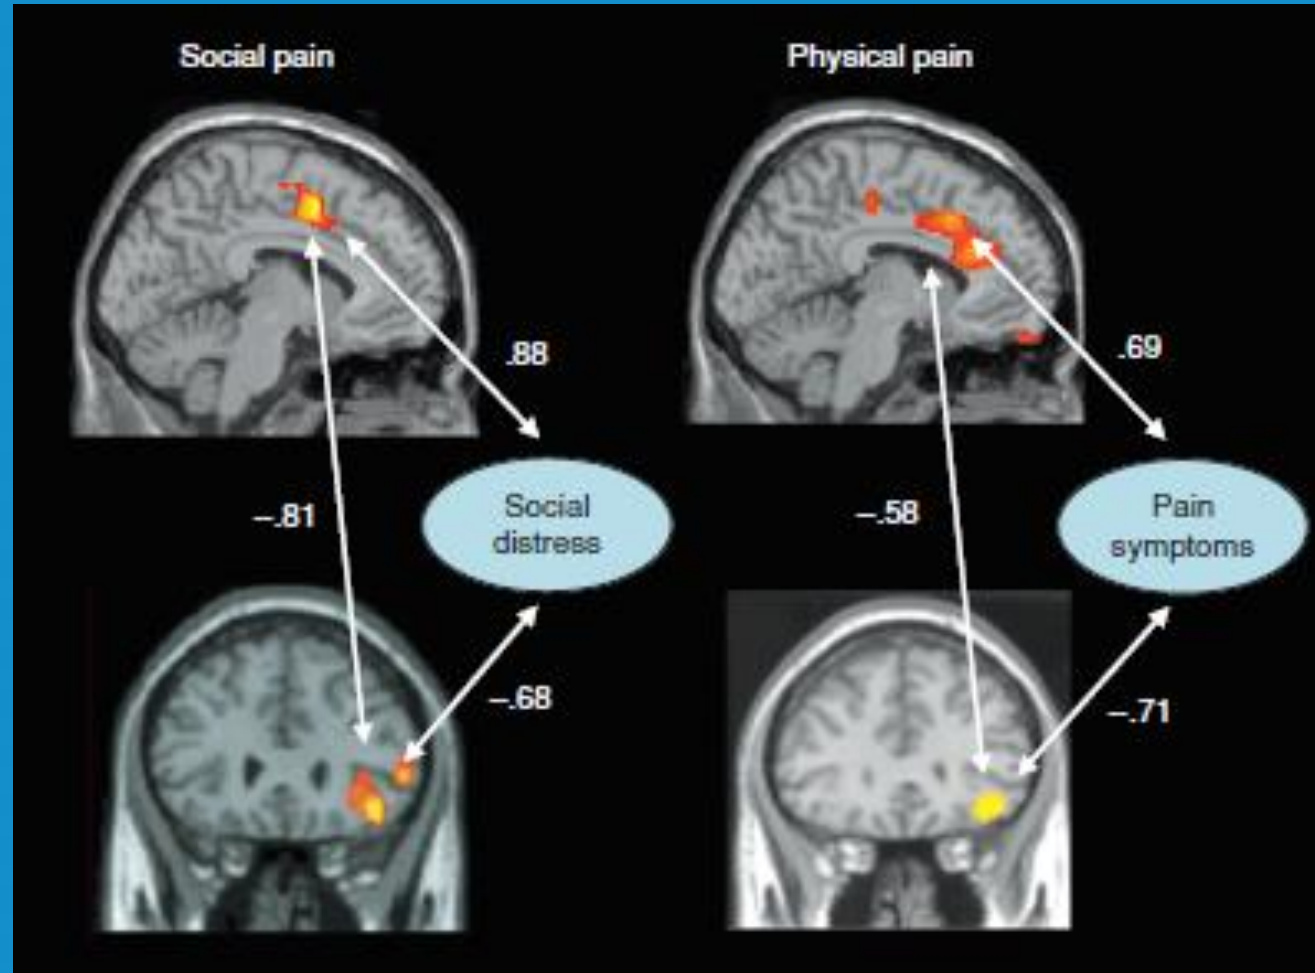 Social pain
Physical pain
.88
.69
–.81
Social
distress
–.58
Pain
symptoms
–.68
–.71